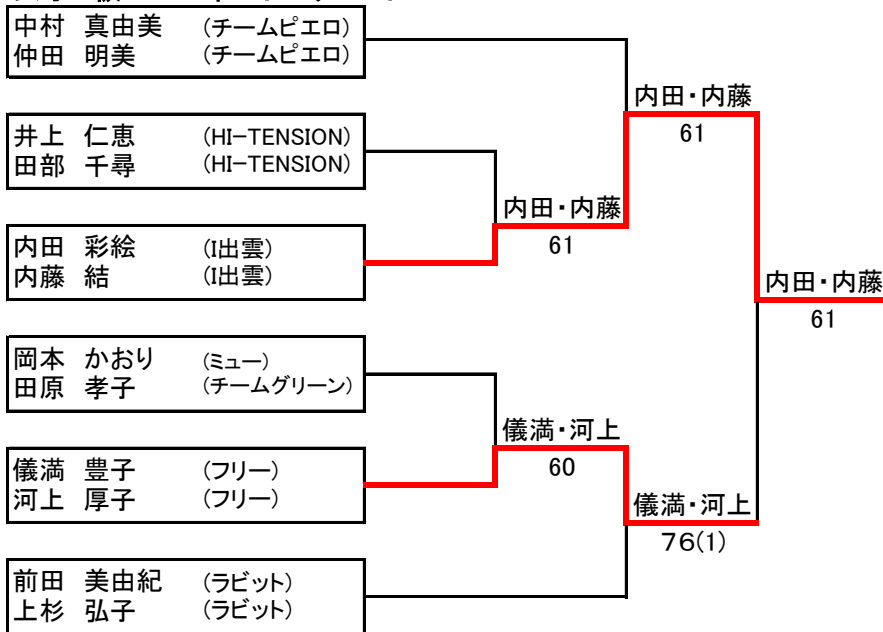 中村 真由美 (チームピエロ)
仲田 明美 (チームピエロ)
内田・内藤
61
井上 仁恵 (HI-TENSION)
田部 千尋 (HI-TENSION)
内田・内藤
61
内田 彩絵 (I出雲)
内藤 結 (I出雲)
内田・内藤
61
岡本 かおり (ミュー)
田原 孝子 (チームグリーン)
儀満・河上
60
儀満 豊子 (フリー)
河上 厚子 (フリー)
儀満・河上
76(1)
前田 美由紀 (ラビット)
上杉 弘子 (ラビット)